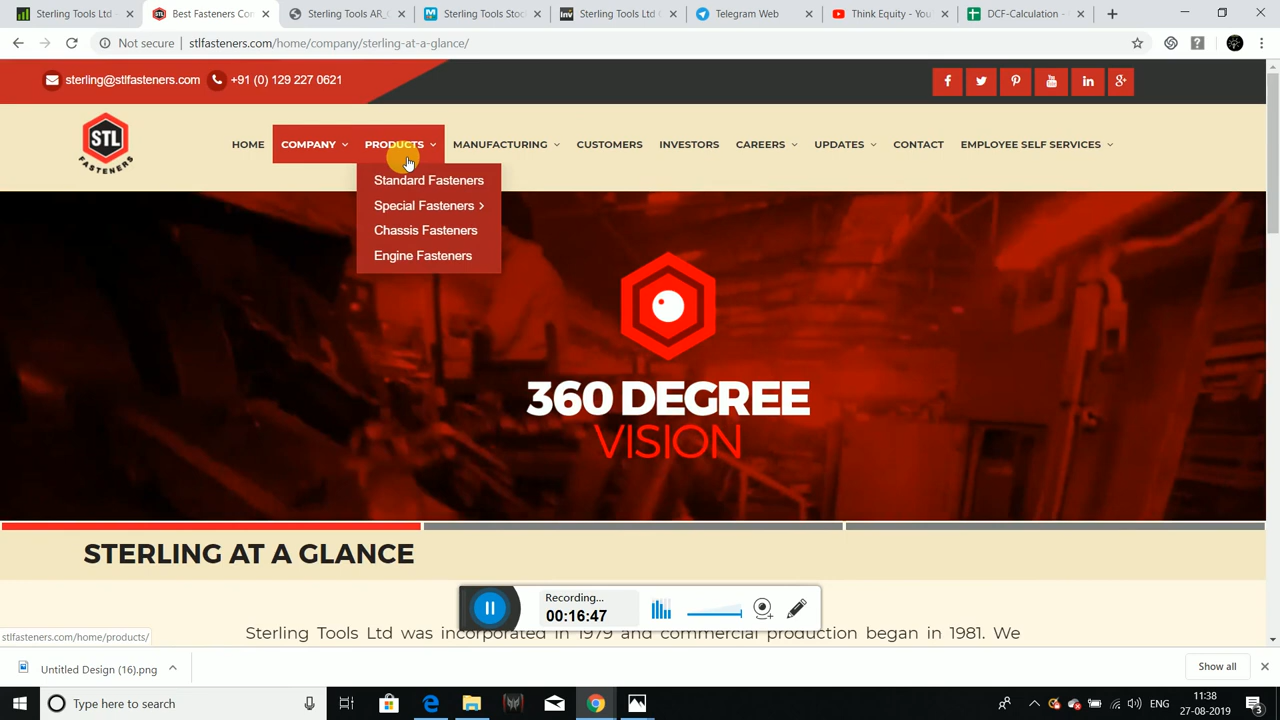 Sterling Tools Ltd -
Best Fasteners Con
Sterling Tools AR_
Sterling Tools Stoc
Sterling Tools Ltd
Telegram Web
Think Equity - You
DCF-Calculation -
Not secure
stlfasteners.com/home/company/sterling-at-a-glance/
sterling@stlfasteners.com
+91 (0) 129 227 0621
STL
FASTENERS
HOME
COMPANY
PRODUCTS
MANUFACTURING
CUSTOMERS
INVESTORS
CAREERS
UPDATES
CONTACT
EMPLOYEE SELF SERVICES
Standard Fasteners
Special Fasteners
Chassis Fasteners
Engine Fasteners
360 DEGREE
VISION
STERLING AT A GLANCE
Recording...
00:16:47
stlfasteners.com/home/products/
Sterling Tools Ltd was incorporated in 1979 and commercial production began in 1981. We
Untitled Design (16).png
Show all
Type here to search
ENG
11:38
27-08-2019
3